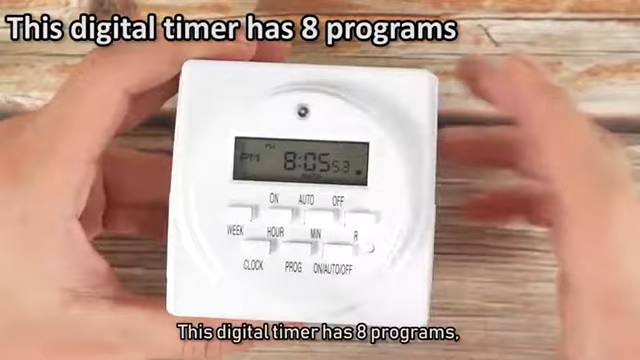 This digital timer has 8 programs
PM 8:05 53
ON AUTO OFF
WEEK HOUR MIN R
CLOCK PROG ON/AUTO/OFF
This digital timer has 8 programs,